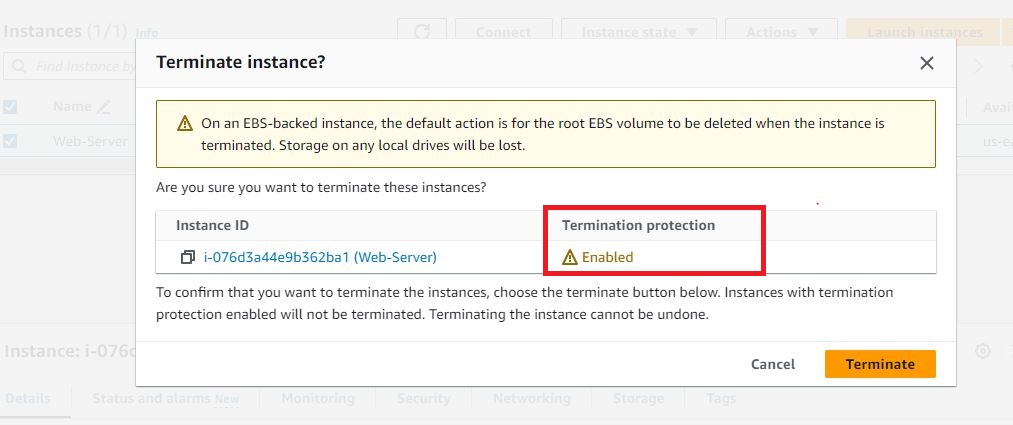 Instances (1/1) Info
Connect
Instance state
Actions
Launch instances
Find Instance by
Name
Avai
Web-Server
us-ea
Terminate instance?
On an EBS-backed instance, the default action is for the root EBS volume to be deleted when the instance is
terminated. Storage on any local drives will be lost.
Are you sure you want to terminate these instances?
Instance ID
Termination protection
i-076d3a44e9b362ba1 (Web-Server)
Enabled
To confirm that you want to terminate the instances, choose the terminate button below. Instances with termination
protection enabled will not be terminated. Terminating the instance cannot be undone.
Cancel
Terminate
Instance: i-076c
Details
Status and alarms New
Monitoring
Security
Networking
Storage
Tags